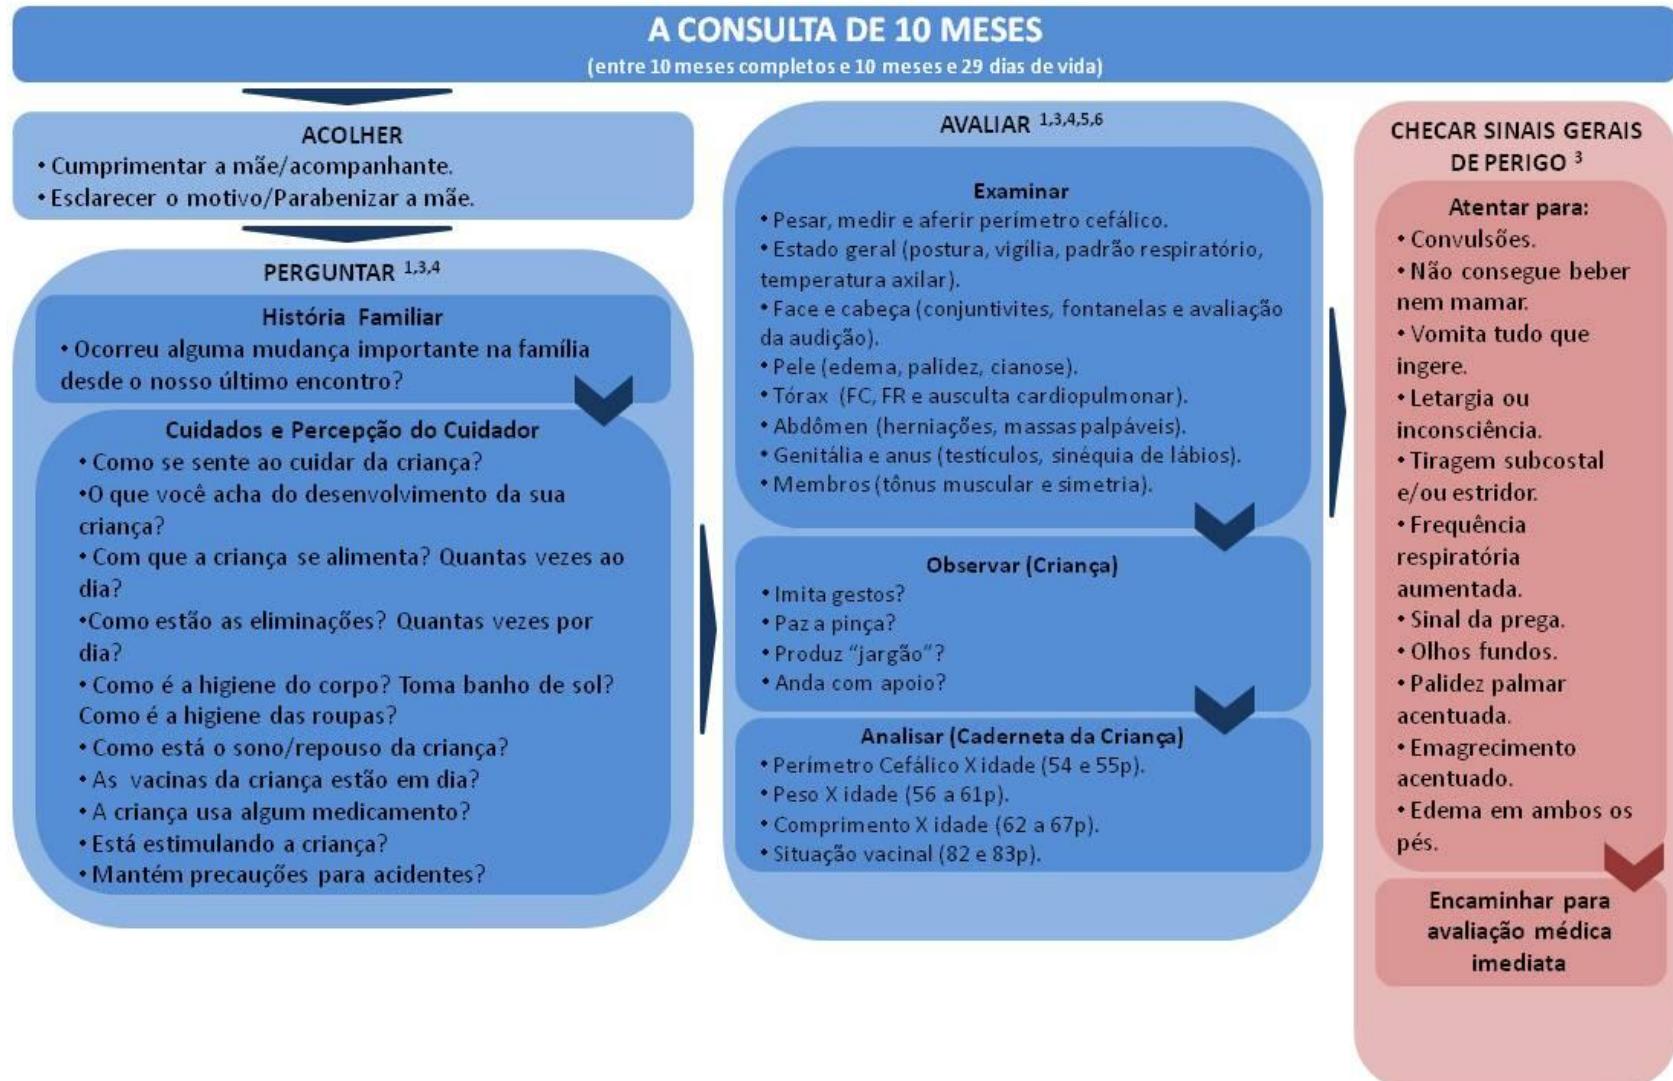 A CONSULTA DE 10 MESES
(entre 10 meses completos e 10 meses e 29 dias de vida)
ACOLHER
• Cumprimentar a mãe/acompanhante.
• Esclarecer o motivo/Parabenizar a mãe.
PERGUNTAR 1,3,4
História Familiar
• Ocorreu alguma mudança importante na família
desde o nosso último encontro?
Cuidados e Percepção do Cuidador
• Como se sente ao cuidar da criança?
•O que você acha do desenvolvimento da sua
criança?
• Com que a criança se alimenta? Quantas vezes ao
dia?
•Como estão as eliminações? Quantas vezes por
dia?
• Como é a higiene do corpo? Toma banho de sol?
Como é a higiene das roupas?
• Como está o sono/repouso da criança?
• As vacinas da criança estão em dia?
• A criança usa algum medicamento?
• Está estimulando a criança?
• Mantém precauções para acidentes?
AVALIAR 1,3,4,5,6
Examinar
• Pesar, medir e aferir perímetro cefálico.
• Estado geral (postura, vigília, padrão respiratório,
temperatura axilar).
• Face e cabeça (conjuntivites, fontanelas e avaliação
da audição).
• Pele (edema, palidez, cianose).
• Tórax (FC, FR e ausculta cardiopulmonar).
• Abdômen (herniações, massas palpáveis).
• Genitália e anus (testículos, sinéquia de lábios).
• Membros (tônus muscular e simetria).
Observar (Criança)
• Imita gestos?
• Paz a pinça?
• Produz “jargão”?
• Anda com apoio?
Analisar (Caderneta da Criança)
• Perímetro Cefálico X idade (54 e 55p).
• Peso X idade (56 a 61p).
• Comprimento X idade (62 a 67p).
• Situação vacinal (82 e 83p).
CHECAR SINAIS GERAIS
DE PERIGO 3
Atentar para:
• Convulsões.
• Não consegue beber
nem mamar.
• Vomita tudo que
ingere.
• Letargia ou
inconsciência.
• Tiragem subcostal
e/ou estridor.
• Frequência
respiratória
aumentada.
• Sinal da prega.
• Olhos fundos.
• Palidez palmar
acentuada.
• Emagrecimento
acentuado.
• Edema em ambos os
pés.
Encaminhar para
avaliação médica
imediata